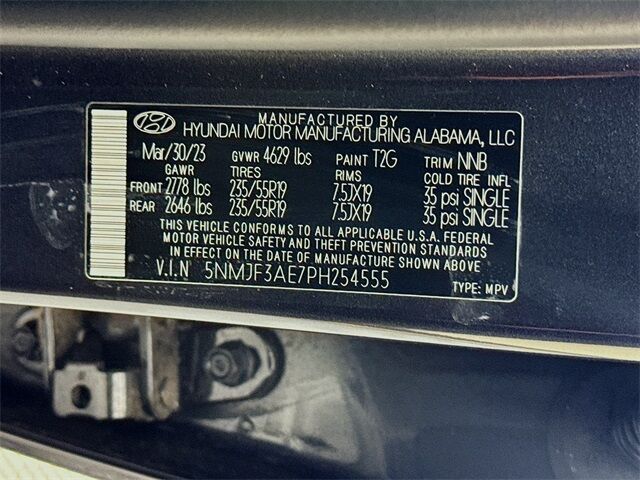 MANUFACTURED BY
HYUNDAI MOTOR MANUFACTURING ALABAMA, LLC
Mar/30/23 GVWR 4629 lbs PAINT T2G TRIM NNB
GAWR TIRES RIMS COLD TIRE INFL
FRONT 2778 lbs 235/55R19 7.5JX19 35 psi SINGLE
REAR 2646 lbs 235/55R19 7.5JX19 35 psi SINGLE
THIS VEHICLE CONFORMS TO ALL APPLICABLE U.S.A. FEDERAL
MOTOR VEHICLE SAFETY AND THEFT PREVENTION STANDARDS
IN EFFECT ON THE DATE OF MANUFACTURE SHOWN ABOVE.
V.I.N 5NMJF3AE7PH254555 TYPE: MPV